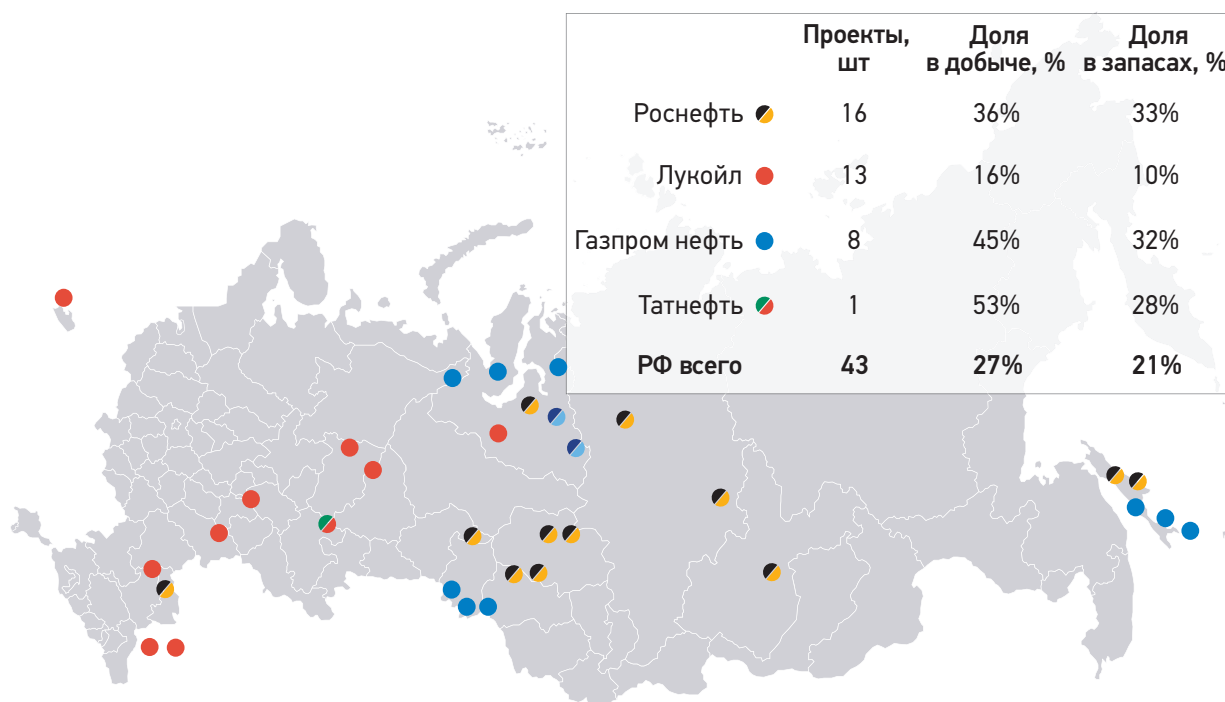 Проекты, шт
Доля в добыче, %
Доля в запасах, %
Роснефть 16 36% 33%
Лукойл 13 16% 10%
Газпром нефть 8 45% 32%
Татнефть 1 53% 28%
РФ всего 43 27% 21%